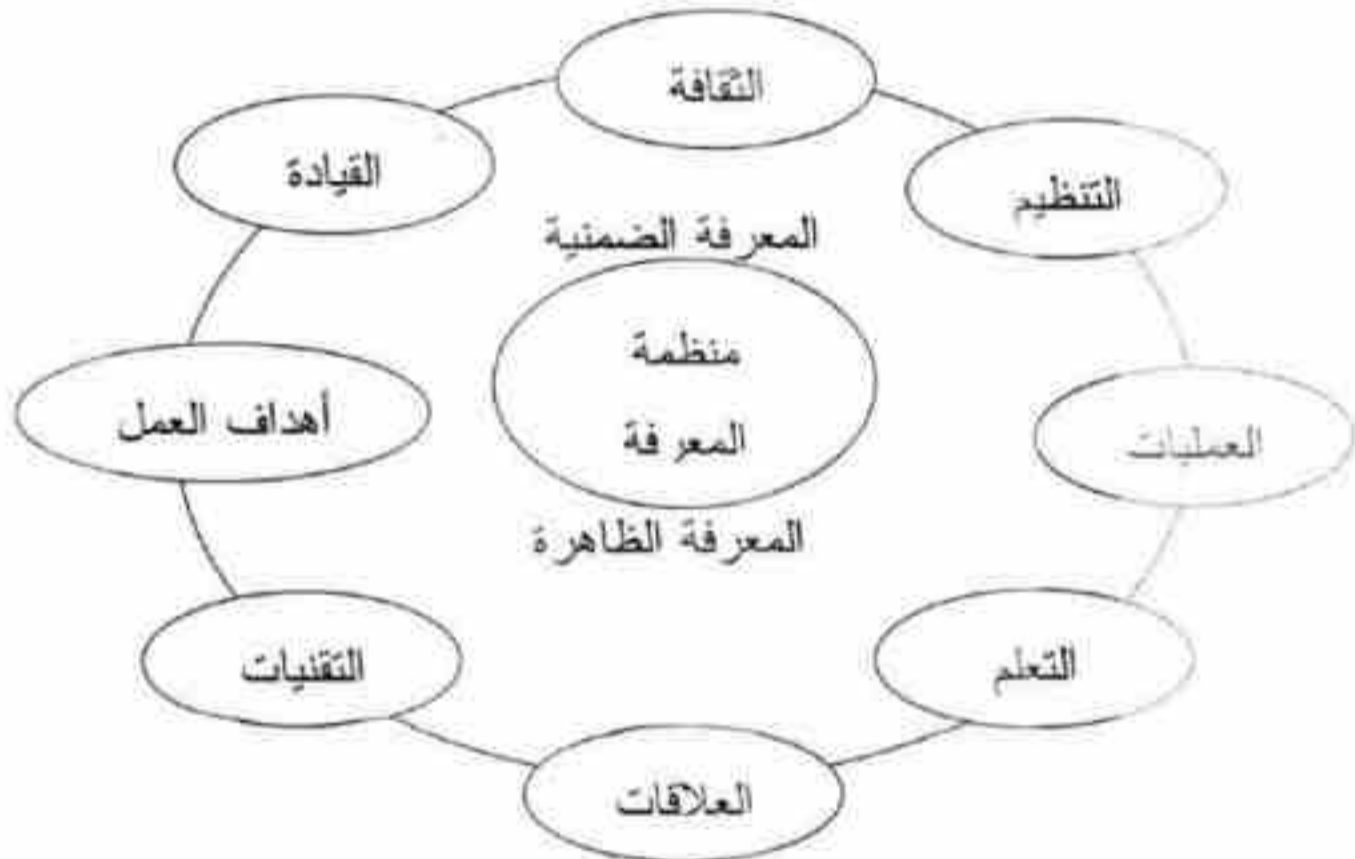 الثقافة
القيادة
التنظيم
المعرفة الضمنية
منظمة
المعرفة
أهداف العمل
العمليات
المعرفة الظاهرة
التقنيات
التعلم
العلاقات